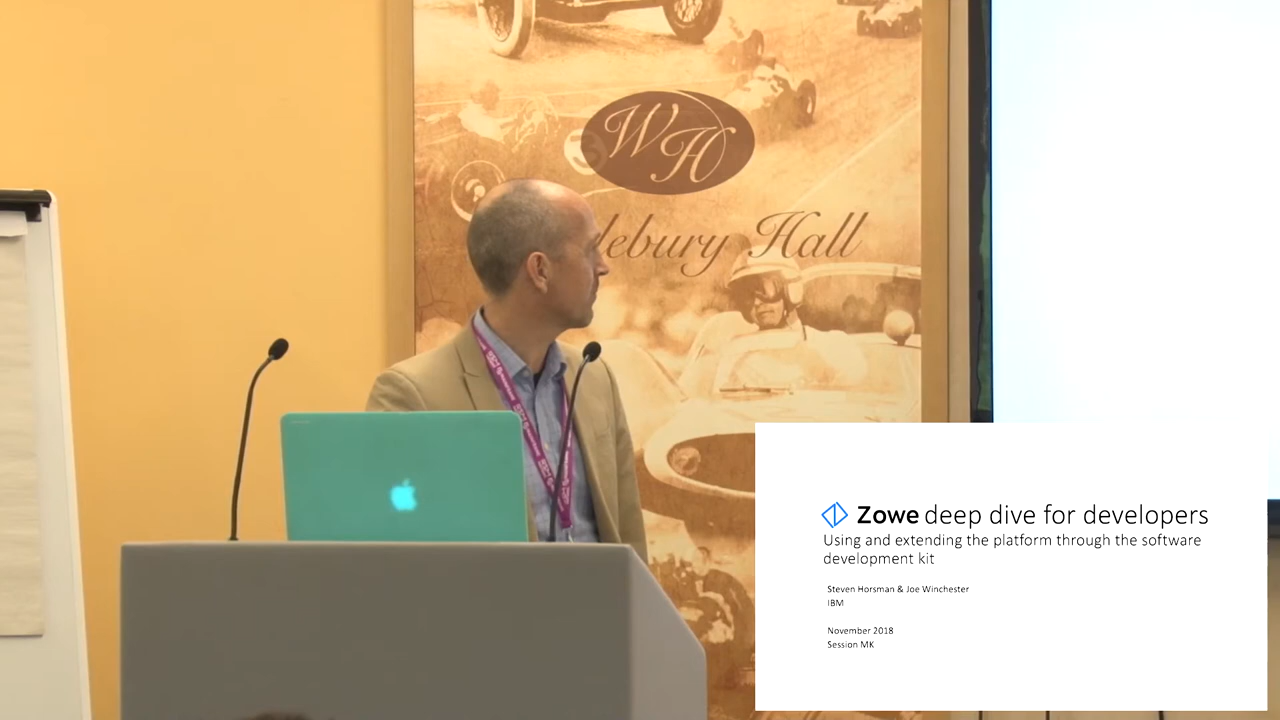 WH
debury Hall
Zowe deep dive for developers
Using and extending the platform through the software
development kit
Steven Horsman & Joe Winchester
IBM
November 2018
Session MK